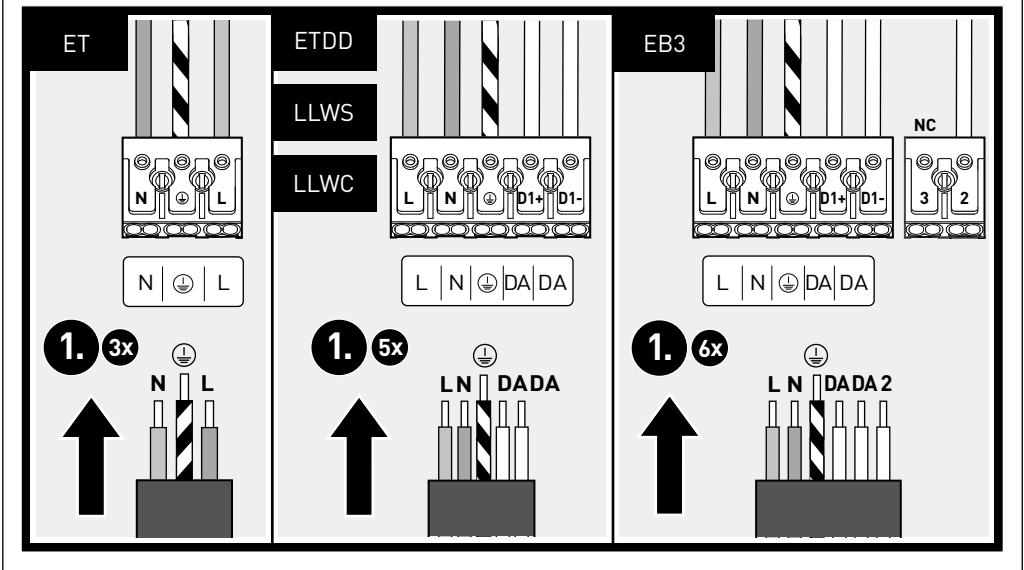 ET
N ⏚ L
N ⏚ L
1. 3x
⏚
N L
ETDD
LLWS
LLWC
L N ⏚ D1+ D1-
L N ⏚ DA DA
1. 5x
⏚
L N DA DA
EB3
NC
L N ⏚ D1+ D1- 3 2
L N ⏚ DA DA
1. 6x
⏚
L N DA DA 2